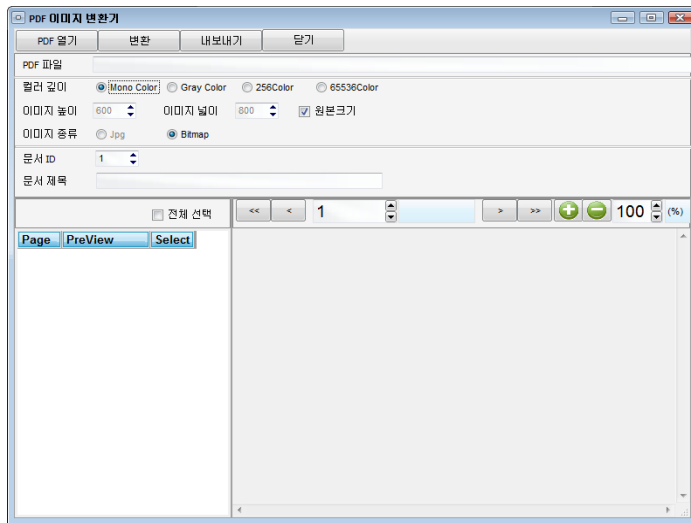 PDF 이미지 변환기
PDF 열기 변환 내보내기 닫기
PDF 파일
컬러 깊이 Mono Color Gray Color 256Color 65536Color
이미지 높이 600 이미지 넓이 800 원본크기
이미지 종류 Jpg Bitmap
문서 ID 1
문서 제목
전체 선택 << < 1 > >> 100 (%)
Page PreView Select